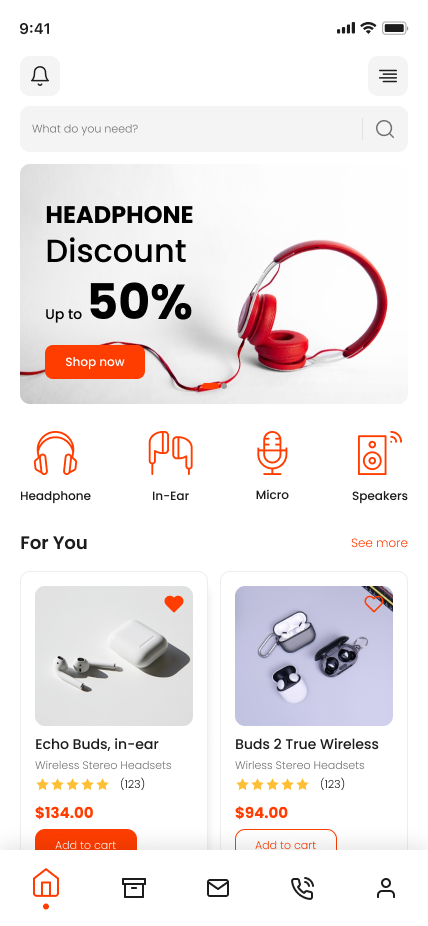 9:41
What do you need?
HEADPHONE
Discount
Up to 50%
Shop now
Headphone
In-Ear
Micro
Speakers
For You
See more
Echo Buds, in-ear
Wireless Stereo Headsets
(123)
$134.00
Add to cart
Buds 2 True Wireless
Wirless Stereo Headsets
(123)
$94.00
Add to cart